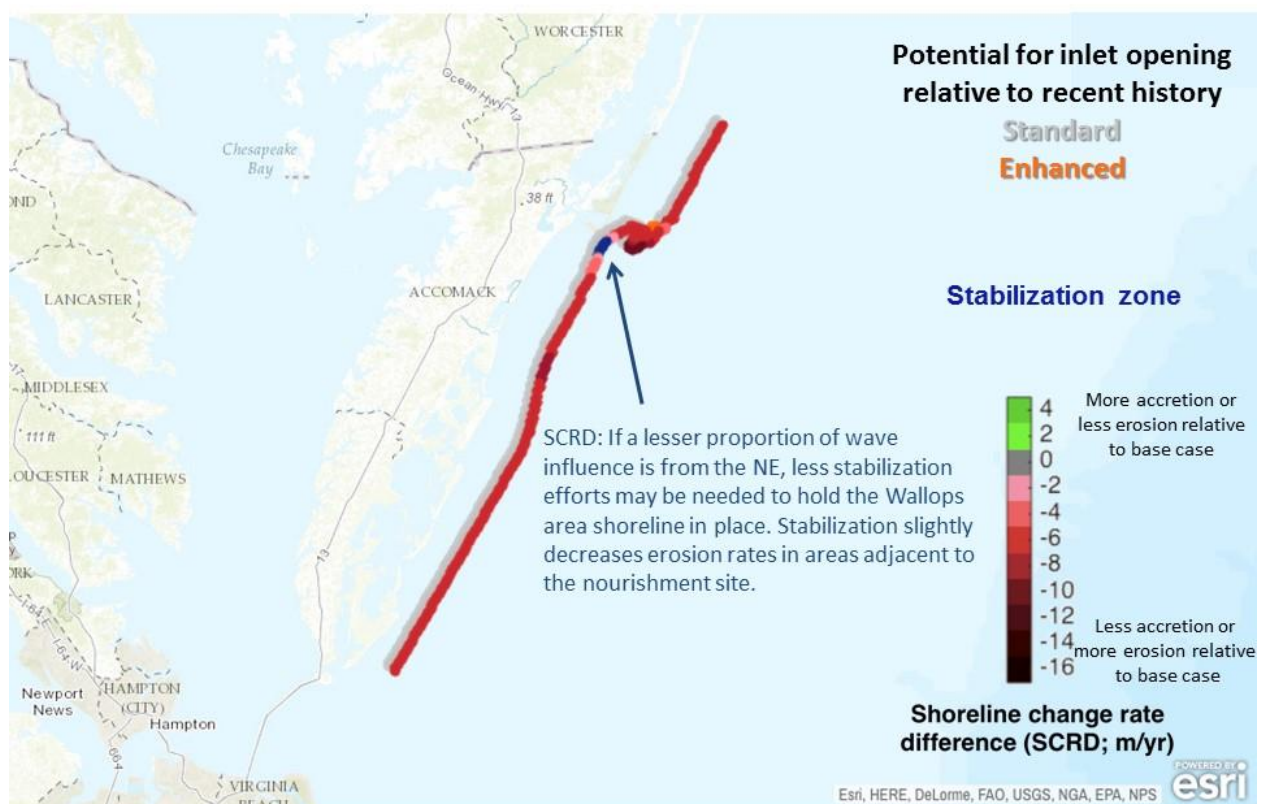 WORCESTER
Ocean Hwy
13
Chesapeake
Bay
38 ft
ACCOMACK
LANCASTER
MIDDLESEX
111 ft
MATHEWS
13
I-64-E
I-64-W
Newport
News
HAMPTON
(CITY)
Hampton
664
VIRGINIA
Potential for inlet opening
relative to recent history
Standard
Enhanced
Stabilization zone
SCRD: If a lesser proportion of wave
influence is from the NE, less stabilization
efforts may be needed to hold the Wallops
area shoreline in place. Stabilization slightly
decreases erosion rates in areas adjacent to
the nourishment site.
4
2
0
-2
-4
-6
-8
-10
-12
-14
-16
More accretion or
less erosion relative
to base case
Less accretion or
more erosion relative
to base case
Shoreline change rate
difference (SCRD; m/yr)
Esri, HERE, DeLorme, FAO, USGS, NGA, EPA, NPS
POWERED BY
esri